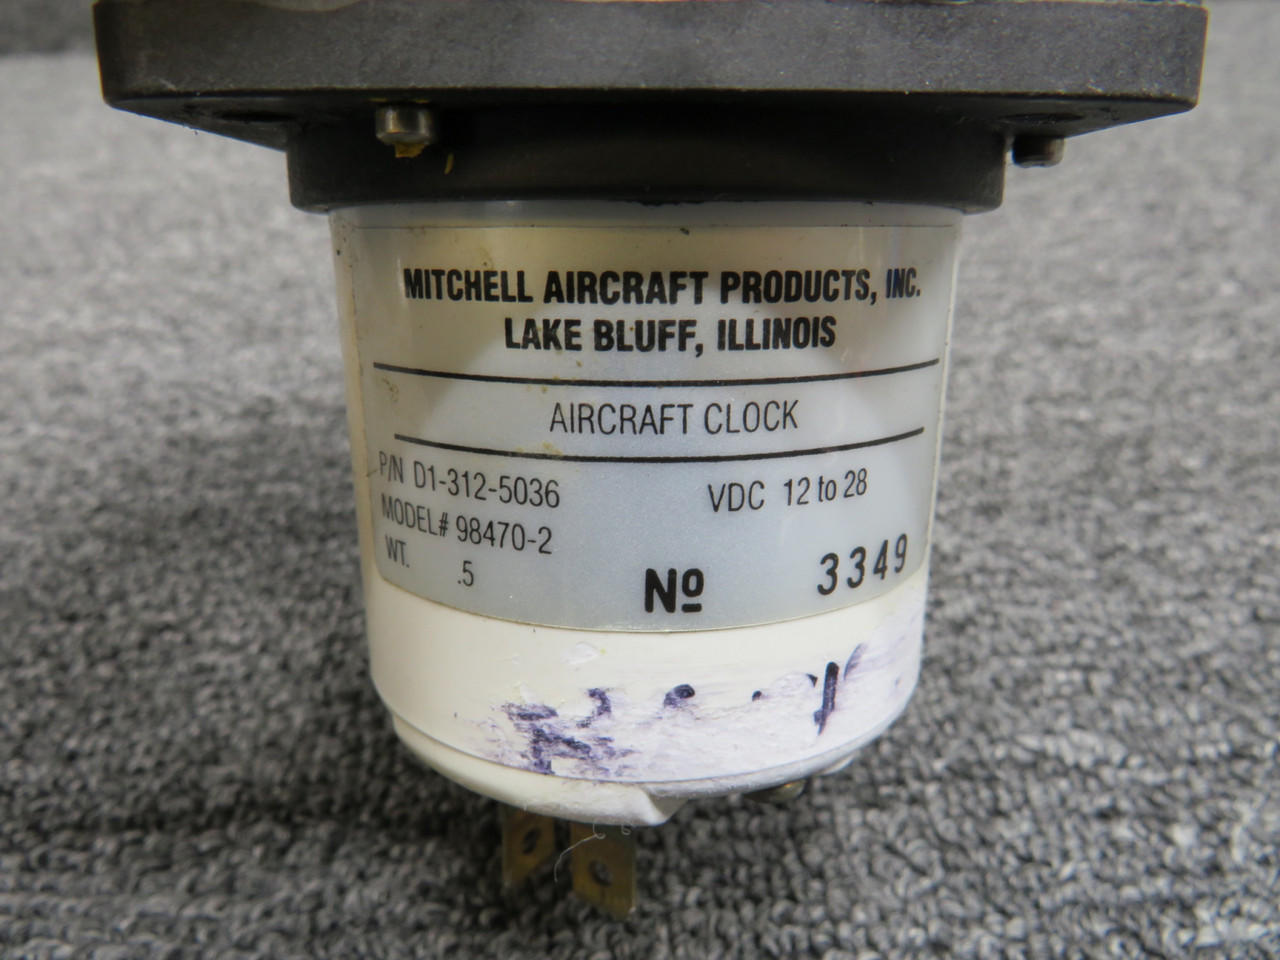 MITCHELL AIRCRAFT PRODUCTS, INC.
LAKE BLUFF, ILLINOIS
AIRCRAFT CLOCK
P/N D1-312-5036
VDC 12 to 28
MODEL# 98470-2
WT. .5
Nº 3349